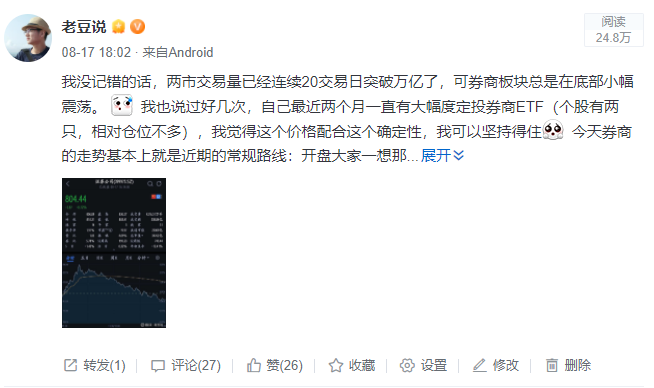 老豆说
阅读
24.8万
08-17 18:02 · 来自Android
我没记错的话，两市交易量已经连续20交易日突破万亿了，可券商板块总是在底部小幅
震荡。 我也说过好几次，自己最近两个月一直有大幅度定投券商ETF（个股有两
只，相对仓位不多），我觉得这个价格配合这个确定性，我可以坚持得住 今天券商
的走势基本上就是近期的常规路线：开盘大家一想那... 展开
804.44
转发(1)
评论(27)
赞(26)
收藏
设置
修改
删除